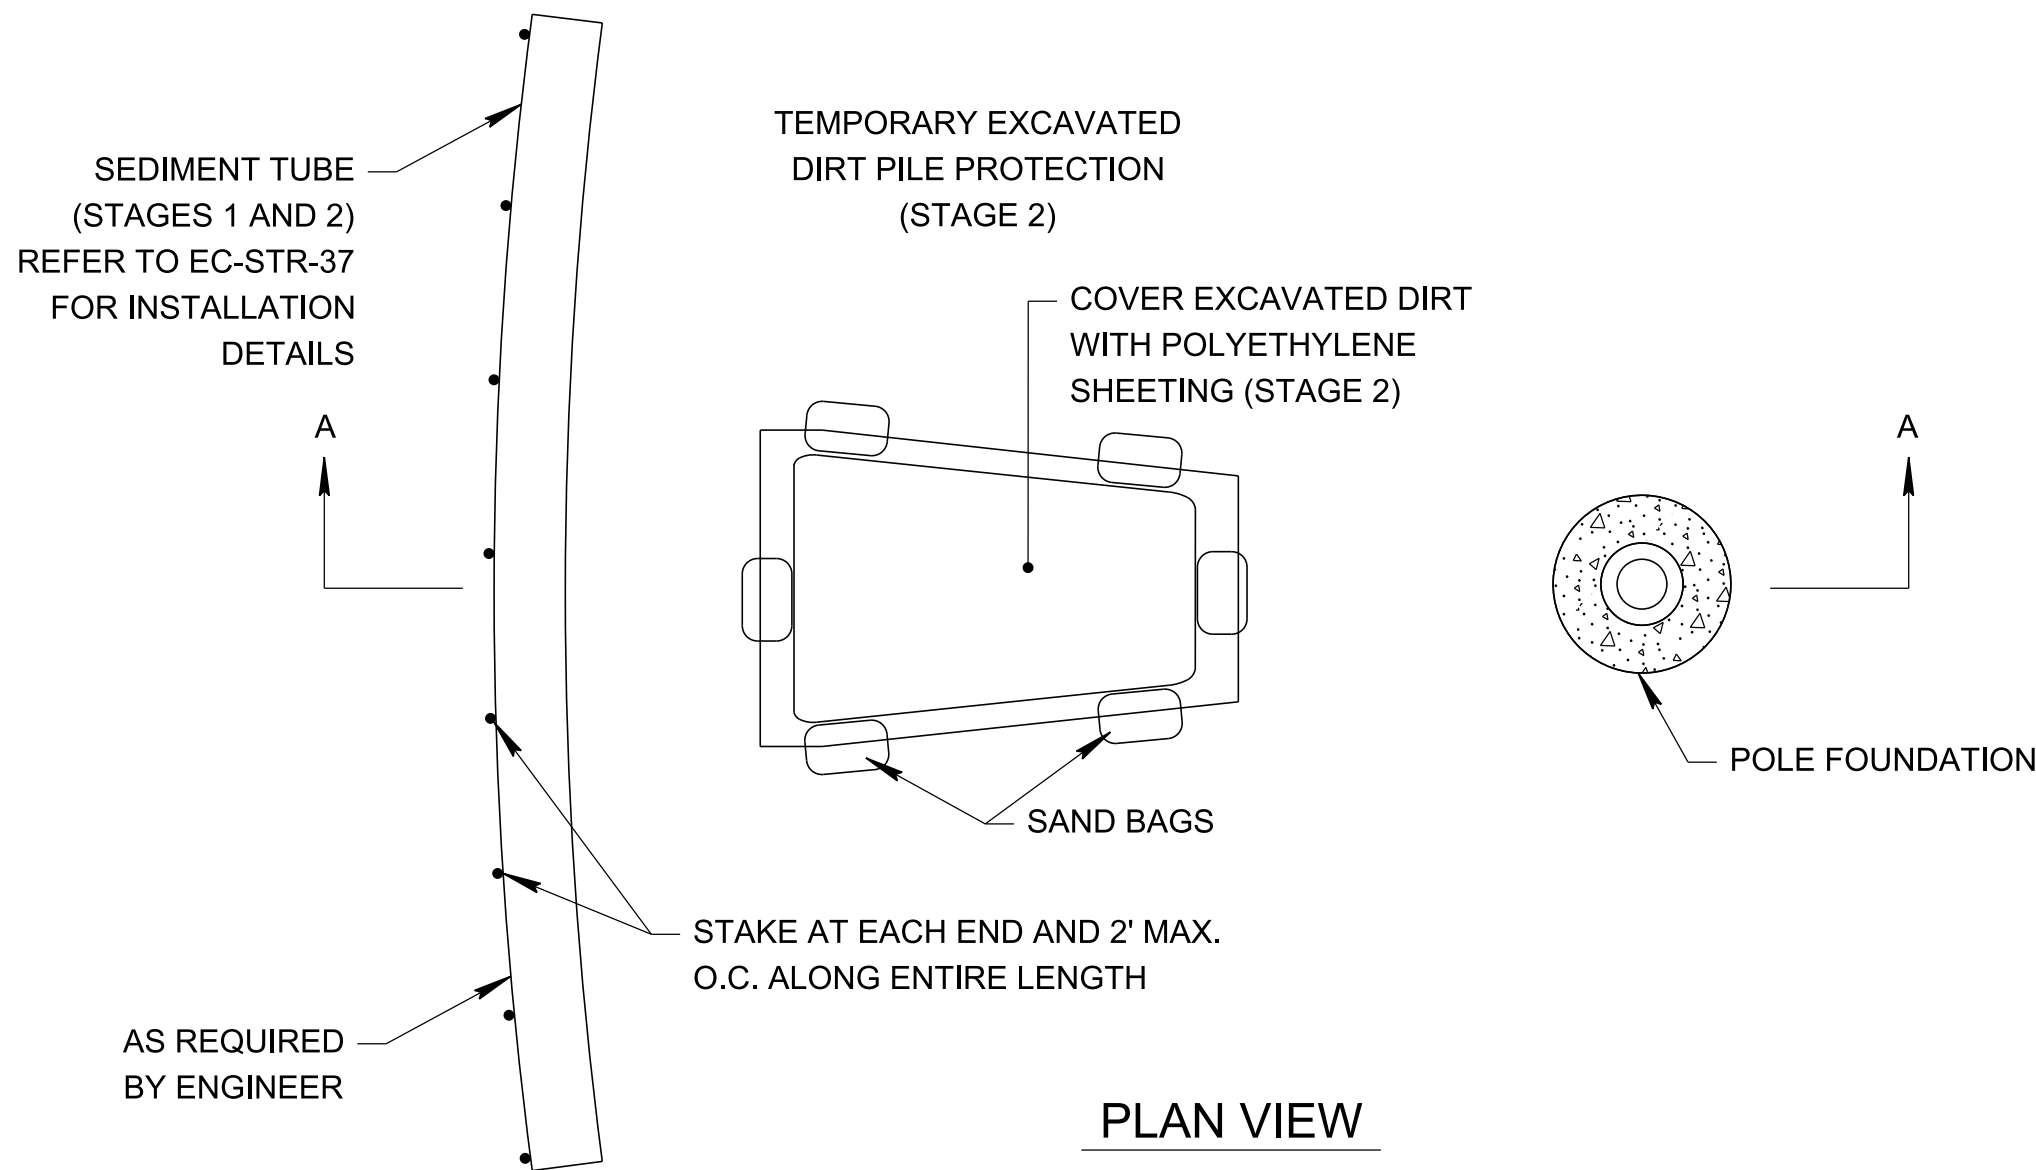 TEMPORARY EXCAVATED
DIRT PILE PROTECTION
(STAGE 2)
SEDIMENT TUBE
(STAGES 1 AND 2)
REFER TO EC-STR-37
FOR INSTALLATION
DETAILS
COVER EXCAVATED DIRT
WITH POLYETHYLENE
SHEETING (STAGE 2)
A
A
POLE FOUNDATION
SAND BAGS
STAKE AT EACH END AND 2' MAX.
O.C. ALONG ENTIRE LENGTH
AS REQUIRED
BY ENGINEER
PLAN VIEW